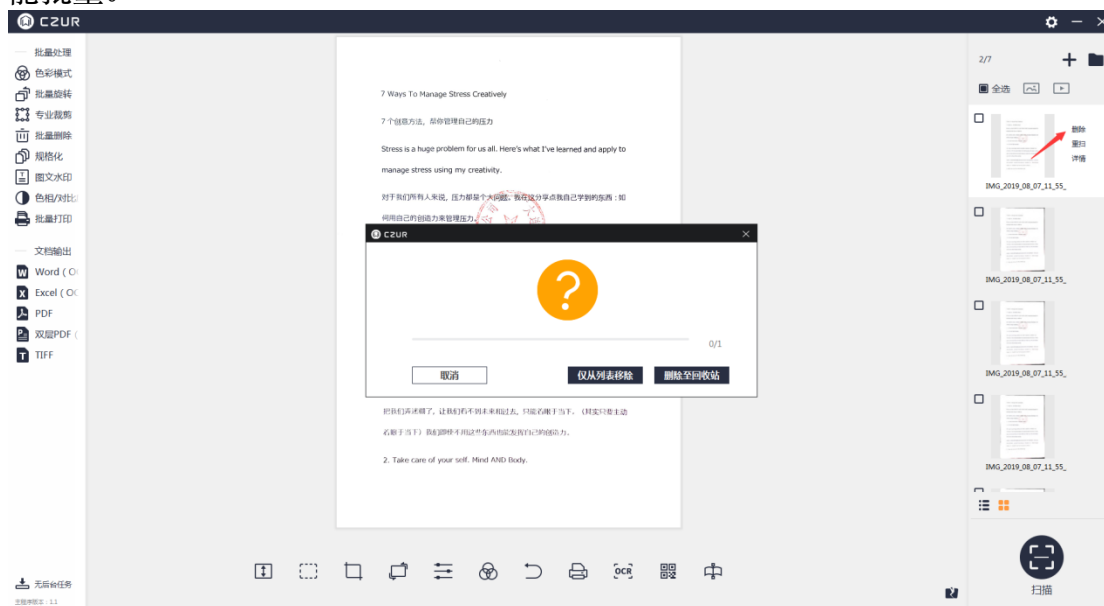 CZUR
批量处理
色彩模式
批量旋转
专业裁剪
批量删除
规格化
图文水印
色相/对比
批量打印
文档输出
Word ( O
Excel ( OC
PDF
双层PDF (
TIFF
无后台任务
主程序版本：11
7 Ways To Manage Stress Creatively
7 个创意方法，帮你管理自己的压力
Stress is a huge problem for us all. Here's what I've learned and apply to
manage stress using my creativity.
对于我们所有人来说，压力都是个大问题。我在这分享点我自己学到的东西：如
何用自己的创造力来管理压力
CZUR
0/1
取消
仅从列表移除
删除至回收站
2. Take care of your self. Mind AND Body.
OCR
2/7
全选
删除
重扫
详情
IMG_2019_08_07_11_55_
IMG_2019_08_07_11_55_
IMG_2019_08_07_11_55_
IMG_2019_08_07_11_55_
扫描